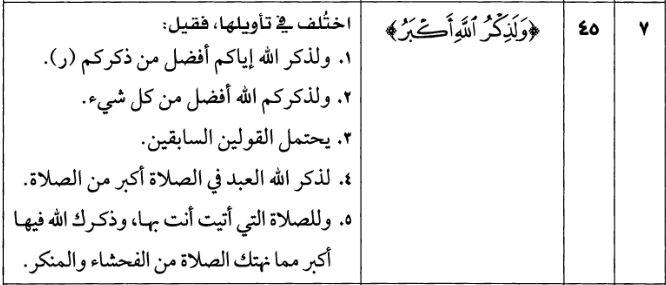 ٧
٤٥
﴿وَلَذِكْرُ ٱللَّهِ أَكْبَرُ﴾
اختُلف في تأويلها، فقيل:
١. ولذكر الله إياكم أفضل من ذكركم (ر).
٢. ولذكركم الله أفضل من كل شيء.
٣. يحتمل القولين السابقين.
٤. لذكر الله العبد في الصلاة أكبر من الصلاة.
٥. وللصلاة التي أتيت أنت بها، وذكرك الله فيها
أكبر مما نهتك الصلاة من الفحشاء والمنكر.